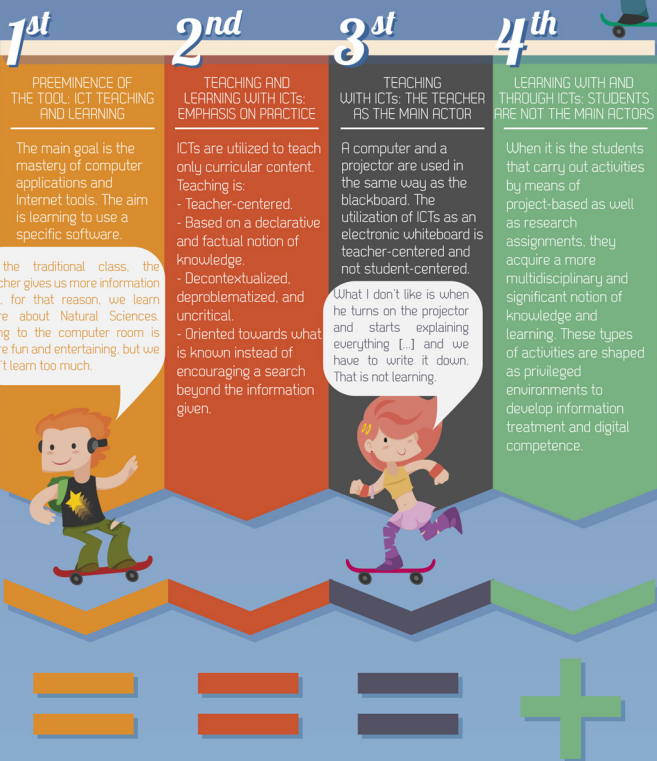 1st
PREEMINENCE OF
THE TOOL: ICT TEACHING
AND LEARNING
The main goal is the
mastery of computer
applications and
Internet tools. The aim
is learning to use a
specific software.
the traditional class, the
gives us more information
for that reason, we learn
about Natural Sciences.
to the computer room is
fun and entertaining, but we
learn too much.
2nd
TEACHING AND
LEARNING WITH ICTs:
EMPHASIS ON PRACTICE
ICTs are utilized to teach
only curricular content.
Teaching is:
- Teacher-centered.
- Based on a declarative
and factual notion of
knowledge.
- Decontextualized,
deproblematized, and
uncritical.
- Oriented towards what
is known instead of
encouraging a search
beyond the information
given.
3st
TEACHING
WITH ICTs: THE TEACHER
AS THE MAIN ACTOR
A computer and a
projector are used in
the same way as the
blackboard. The
utilization of ICTs as an
electronic whiteboard is
teacher-centered and
not student-centered.
What I don't like is when
he turns on the projector
and starts explaining
everything [...] and we
have to write it down.
That is not learning.
4th
LEARNING WITH AND
THROUGH ICTs: STUDENTS
ARE NOT THE MAIN ACTORS
When it is the students
that carry out activities
by means of
project-based as well
as research
assignments, they
acquire a more
multidisciplinary and
significant notion of
knowledge and
learning. These types
of activities are shaped
as privileged
environments to
develop information
treatment and digital
competence.